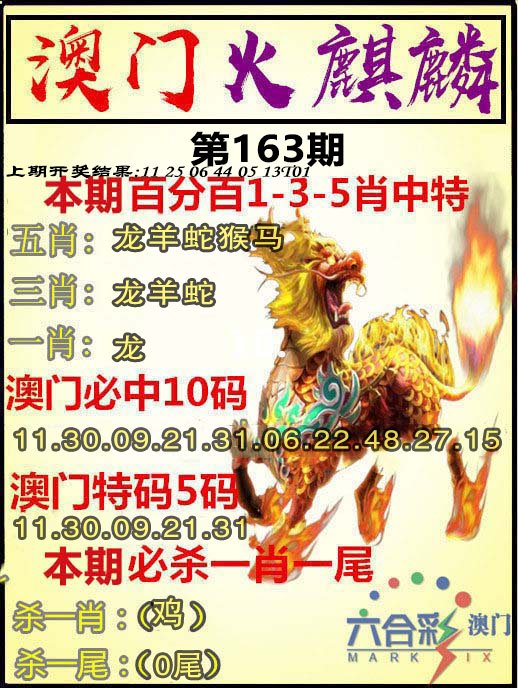 澳门火麒麟
第163期
上期开奖结果:11 25 06 44 05 13T01
本期百分百1-3-5肖中特
五肖：龙羊蛇猴马
三肖：龙羊蛇
一肖：龙
澳门必中10码
11.30.09.21.31.06.22.48.27.15
澳门特码5码
11.30.09.21.31
本期必杀一肖一尾
杀一肖：（鸡）
杀一尾：（0尾）
六合彩 澳门
MARK SIX